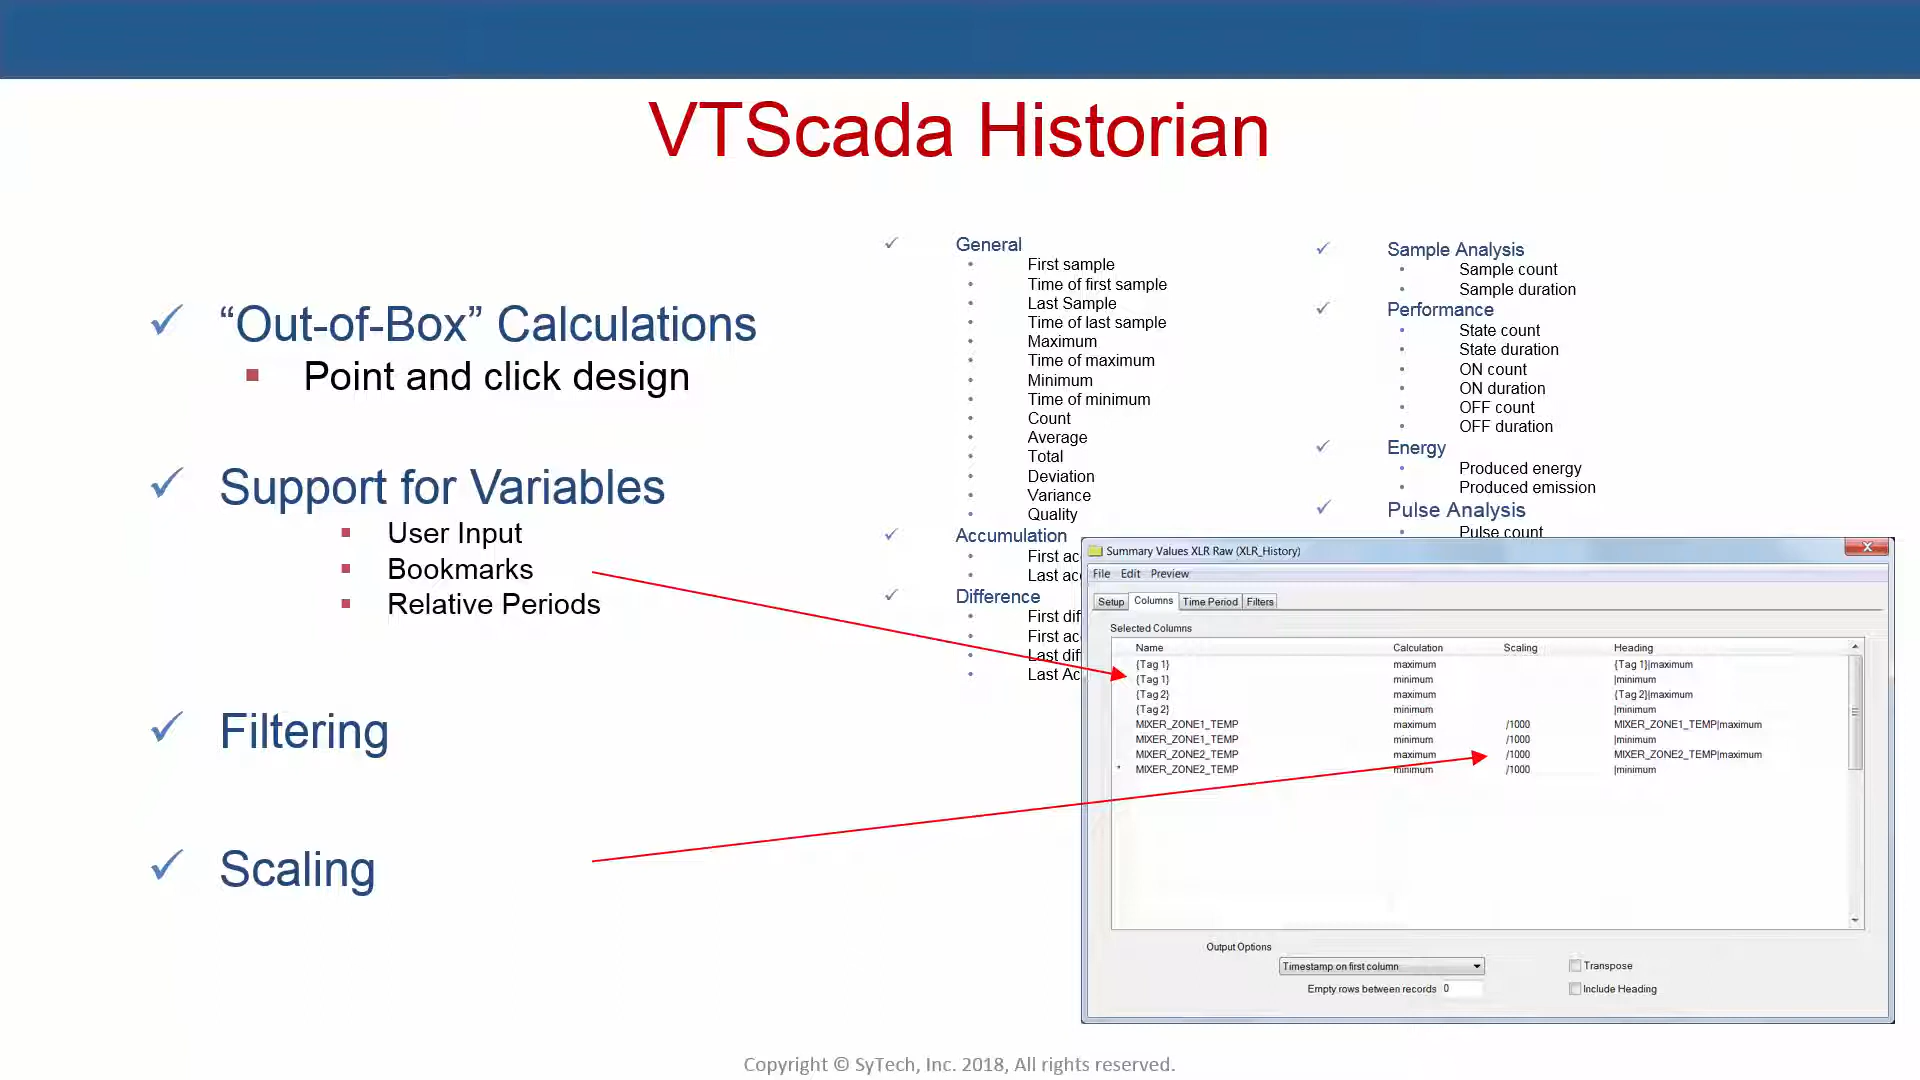 VTScada Historian
“Out-of-Box” Calculations
Point and click design
Support for Variables
User Input
Bookmarks
Relative Periods
Filtering
Scaling
General
First sample
Time of first sample
Last Sample
Time of last sample
Maximum
Time of maximum
Minimum
Time of minimum
Count
Average
Total
Deviation
Variance
Quality
Accumulation
First
Last
Difference
First
First
Last
Last
Sample Analysis
Sample count
Sample duration
Performance
State count
State duration
ON count
ON duration
OFF count
OFF duration
Energy
Produced energy
Produced emission
Pulse Analysis
Pulse count
Summary Values XLR Raw (XLR_History)
File Edit Preview
Setup Columns Time Period Filters
Selected Columns
Name Calculation Scaling Heading
{Tag 1} maximum {Tag 1}|maximum
{Tag 1} minimum |minimum
{Tag 2} maximum {Tag 2}|maximum
{Tag 2} minimum |minimum
MIXER_ZONE1_TEMP maximum /1000 MIXER_ZONE1_TEMP|maximum
MIXER_ZONE1_TEMP minimum /1000 |minimum
MIXER_ZONE2_TEMP maximum /1000 MIXER_ZONE2_TEMP|maximum
* MIXER_ZONE2_TEMP minimum /1000 |minimum
Output Options
Timestamp on first column
Transpose
Empty rows between records 0
Include Heading
Copyright © SyTech, Inc. 2018, All rights reserved.